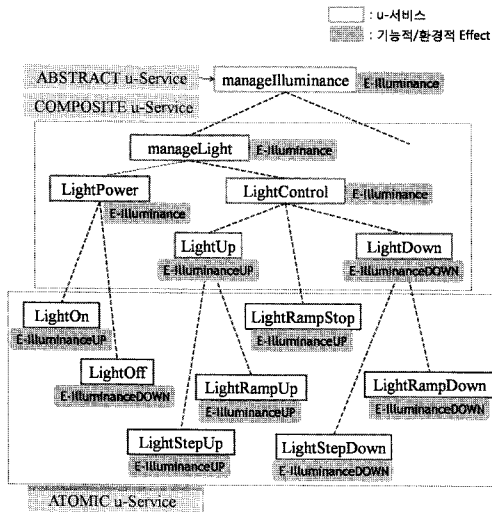 : u-서비스
: 기능적/환경적 Effect
ABSTRACT u-Service
manageIlluminance
E-Illuminance
COMPOSITE u-Service
manageLight
E-Illuminance
LightPower
E-Illuminance
LightControl
E-Illuminance
LightUp
E-IlluminanceUP
LightDown
E-IlluminanceDOWN
LightOn
E-IlluminanceUP
LightRampStop
E-IlluminanceUP
LightOff
E-IlluminanceDOWN
LightRampUp
E-IlluminanceUP
LightRampDown
E-IlluminanceDOWN
LightStepUp
E-IlluminanceUP
LightStepDown
E-IlluminanceDOWN
ATOMIC u-Service